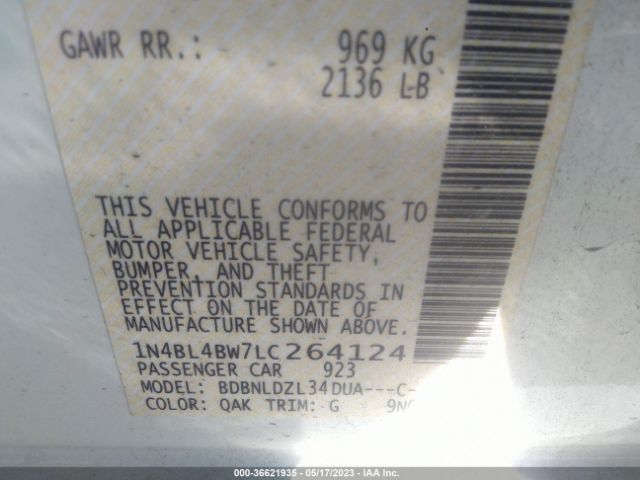 GAWR RR.: 969 KG
2136 LB
THIS VEHICLE CONFORMS TO
ALL APPLICABLE FEDERAL
MOTOR VEHICLE SAFETY,
BUMPER, AND THEFT
PREVENTION STANDARDS IN
EFFECT ON THE DATE OF
MANUFACTURE SHOWN ABOVE.
1N4BL4BW7LC264124
PASSENGER CAR 923
MODEL: BDBNLDZL34DUA---C-
COLOR: QAK TRIM: G
000-36621935 - 05/17/2023 - IAA Inc.